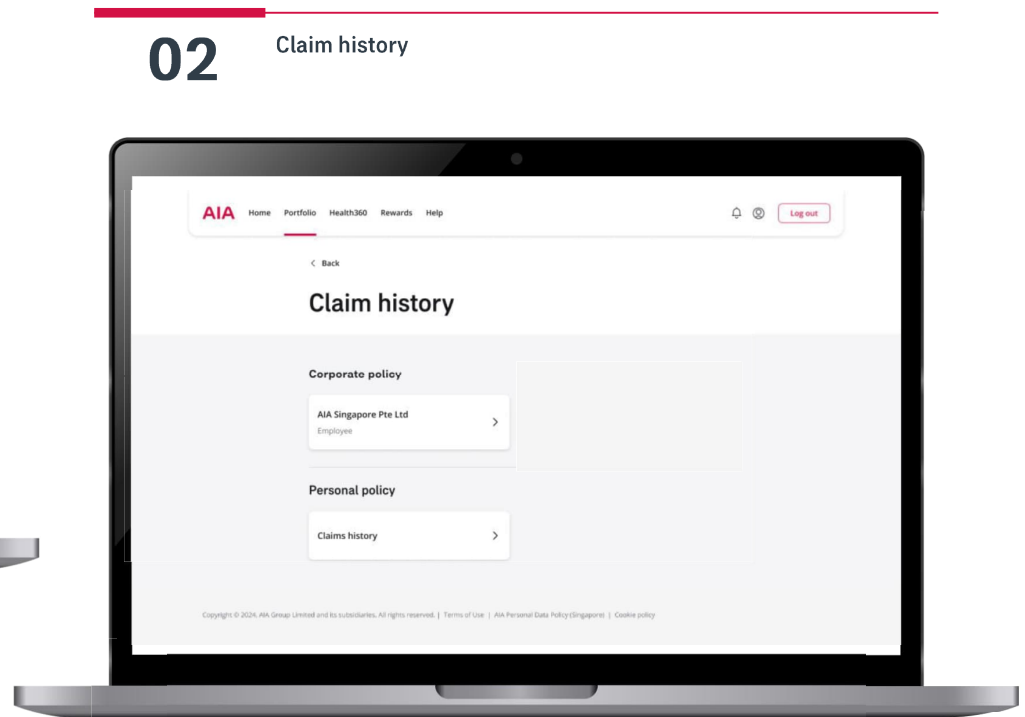 02
Claim history
AIA Home Portfolio Health360 Rewards Help Log out
Back
Claim history
Corporate policy
AIA Singapore Pte Ltd
Employee
Personal policy
Claims history
Copyright © 2024, AIA Group Limited and its subsidiaries. All rights reserved. | Terms of Use | AIA Personal Data Policy (Singapore) | Cookie policy